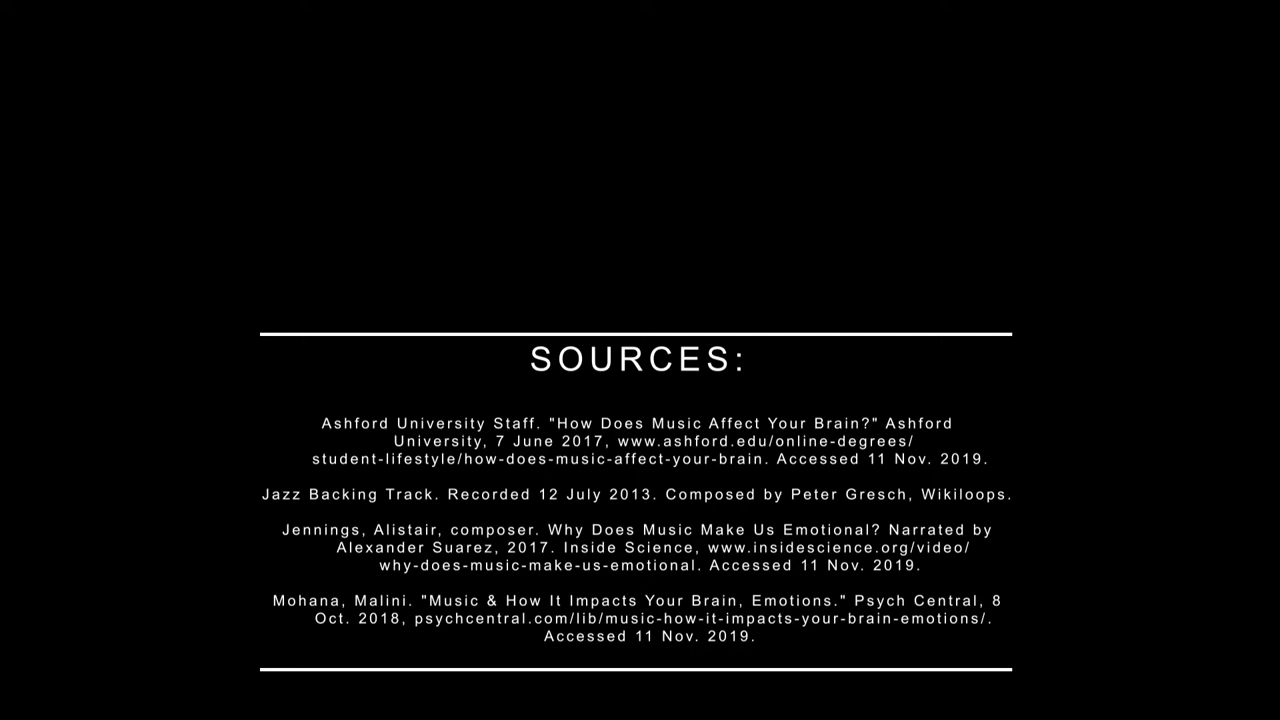 SOURCES:
Ashford University Staff. "How Does Music Affect Your Brain?" Ashford
University, 7 June 2017, www.ashford.edu/online-degrees/
student-lifestyle/how-does-music-affect-your-brain. Accessed 11 Nov. 2019.
Jazz Backing Track. Recorded 12 July 2013. Composed by Peter Gresch, Wikiloops.
Jennings, Alistair, composer. Why Does Music Make Us Emotional? Narrated by
Alexander Suarez, 2017. Inside Science, www.insidescience.org/video/
why-does-music-make-us-emotional. Accessed 11 Nov. 2019.
Mohana, Malini. "Music & How It Impacts Your Brain, Emotions." Psych Central, 8
Oct. 2018, psychcentral.com/lib/music-how-it-impacts-your-brain-emotions/.
Accessed 11 Nov. 2019.